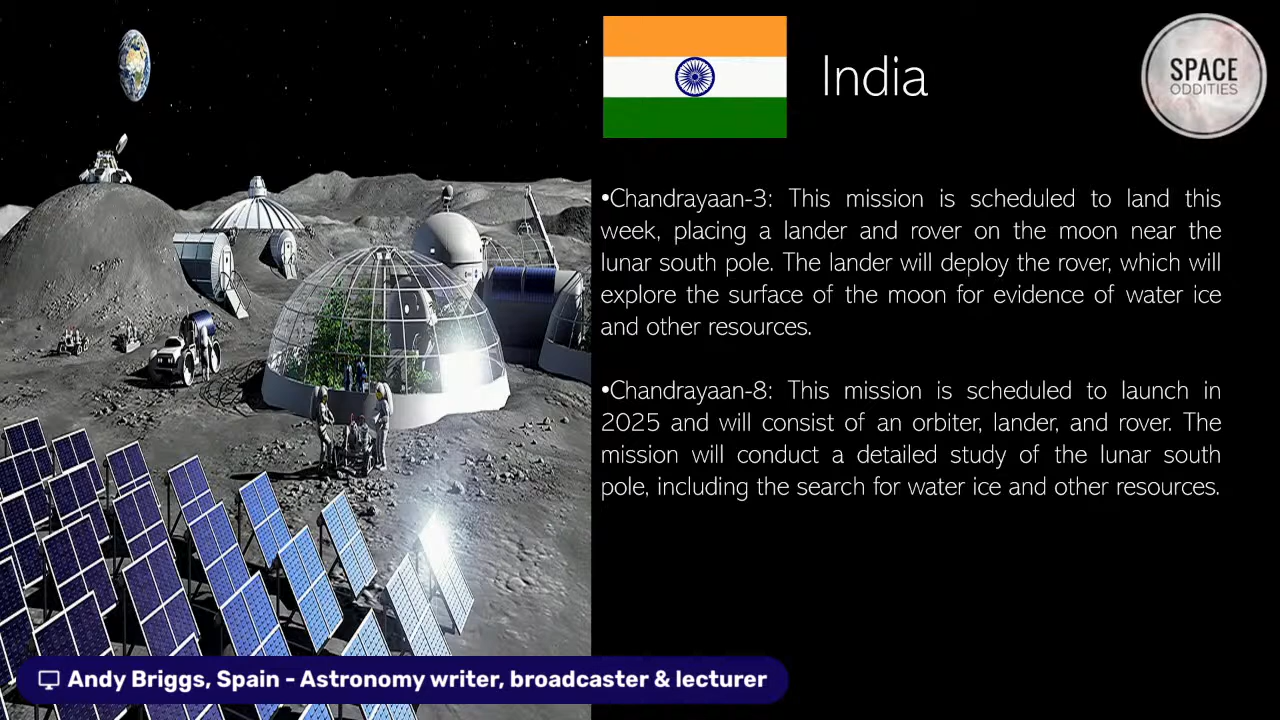 India
SPACE
ODDITIES
•Chandrayaan-3: This mission is scheduled to land this
week, placing a lander and rover on the moon near the
lunar south pole. The lander will deploy the rover, which will
explore the surface of the moon for evidence of water ice
and other resources.
•Chandrayaan-8: This mission is scheduled to launch in
2025 and will consist of an orbiter, lander, and rover. The
mission will conduct a detailed study of the lunar south
pole, including the search for water ice and other resources.
Andy Briggs, Spain - Astronomy writer, broadcaster & lecturer